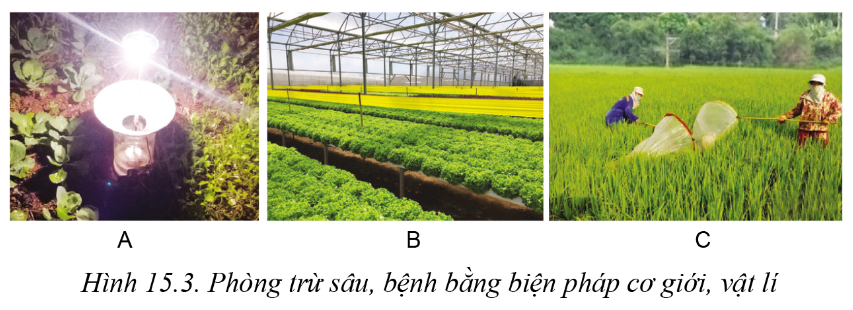 A B C
Hình 15.3. Phòng trừ sâu, bệnh bằng biện pháp cơ giới, vật lí